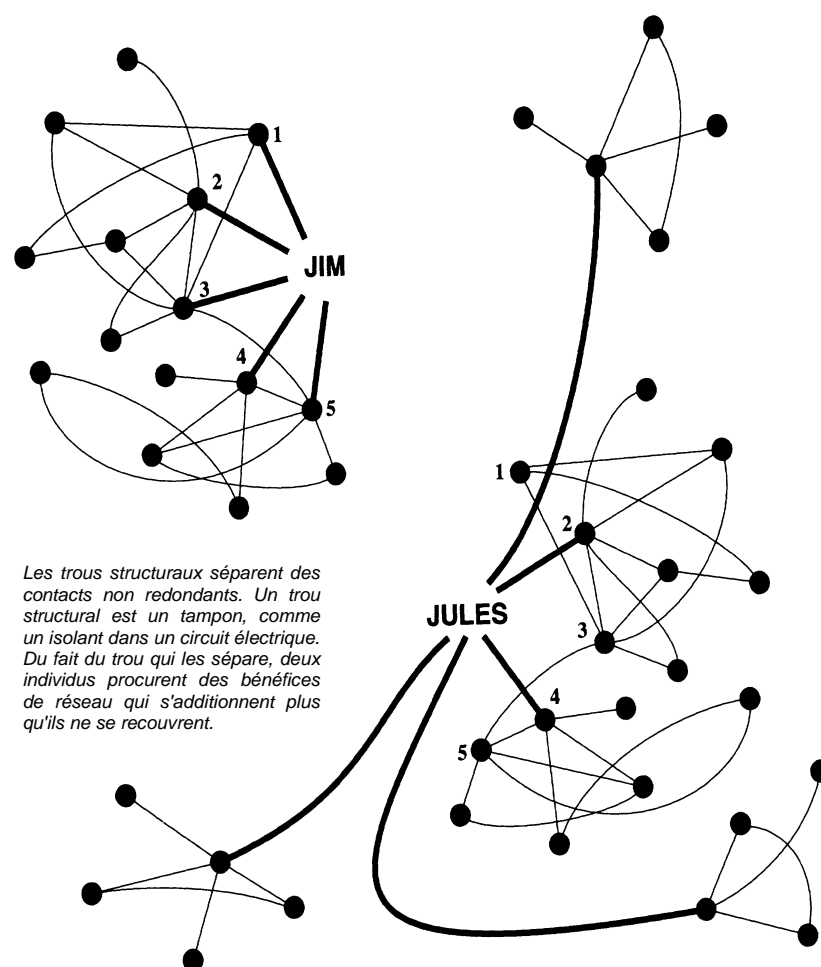 1
2
JIM
3
4
5
1
2
JULES
3
4
5
Les trous structuraux séparent des
contacts non redondants. Un trou
structural est un tampon, comme
un isolant dans un circuit électrique.
Du fait du trou qui les sépare, deux
individus procurent des bénéfices
de réseau qui s'additionnent plus
qu'ils ne se recouvrent.